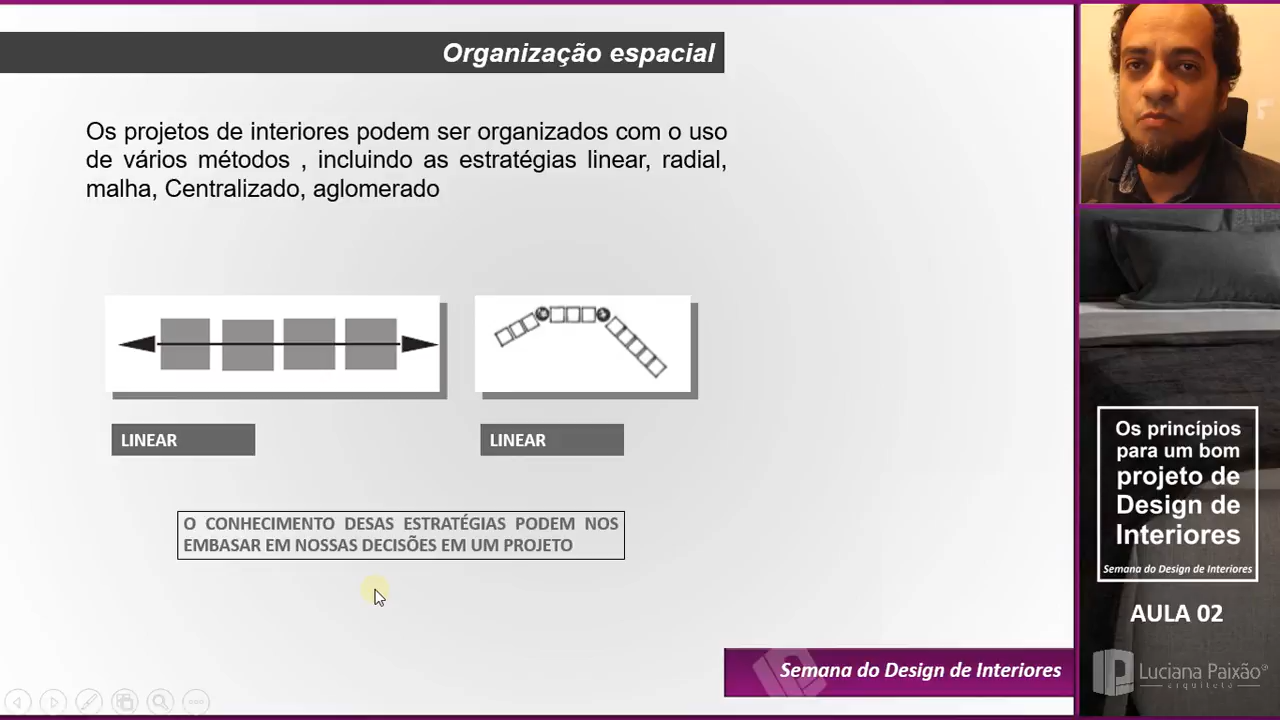 Organização espacial
Os projetos de interiores podem ser organizados com o uso
de vários métodos , incluindo as estratégias linear, radial,
malha, Centralizado, aglomerado
LINEAR
LINEAR
O CONHECIMENTO DESAS ESTRATÉGIAS PODEM NOS
EMBASAR EM NOSSAS DECISÕES EM UM PROJETO
Semana do Design de Interiores
Os princípios
para um bom
projeto de
Design de
Interiores
Semana do Design de Interiores
AULA 02
Luciana Paixão®
arquiteta